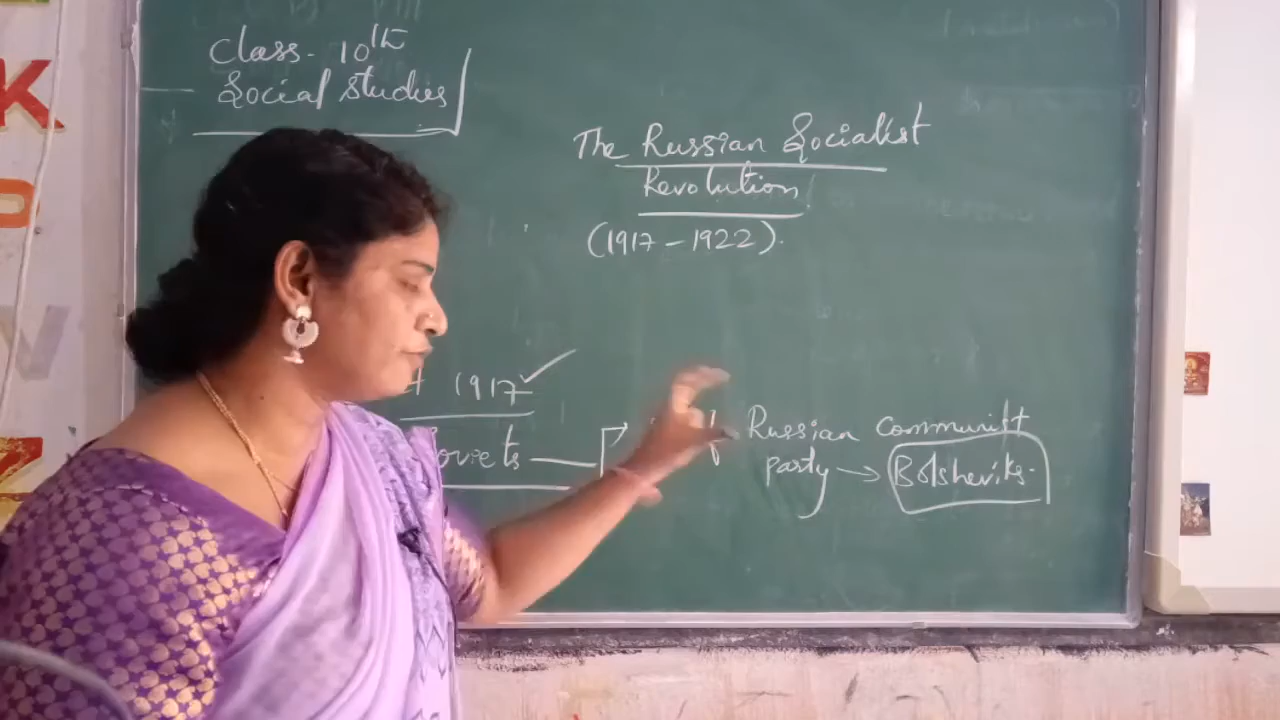 Class- 10th
Social Studies
The Russian Socialist
Revolution
(1917-1922).
1917
Russian Communist
party → Bolsheviks.